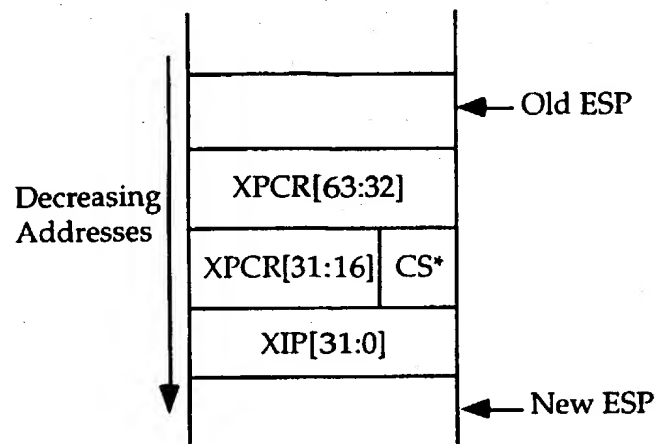 Old ESP
XPCR[63:32]
Decreasing
Addresses
XPCR[31:16] CS*
XIP[31:0]
New ESP